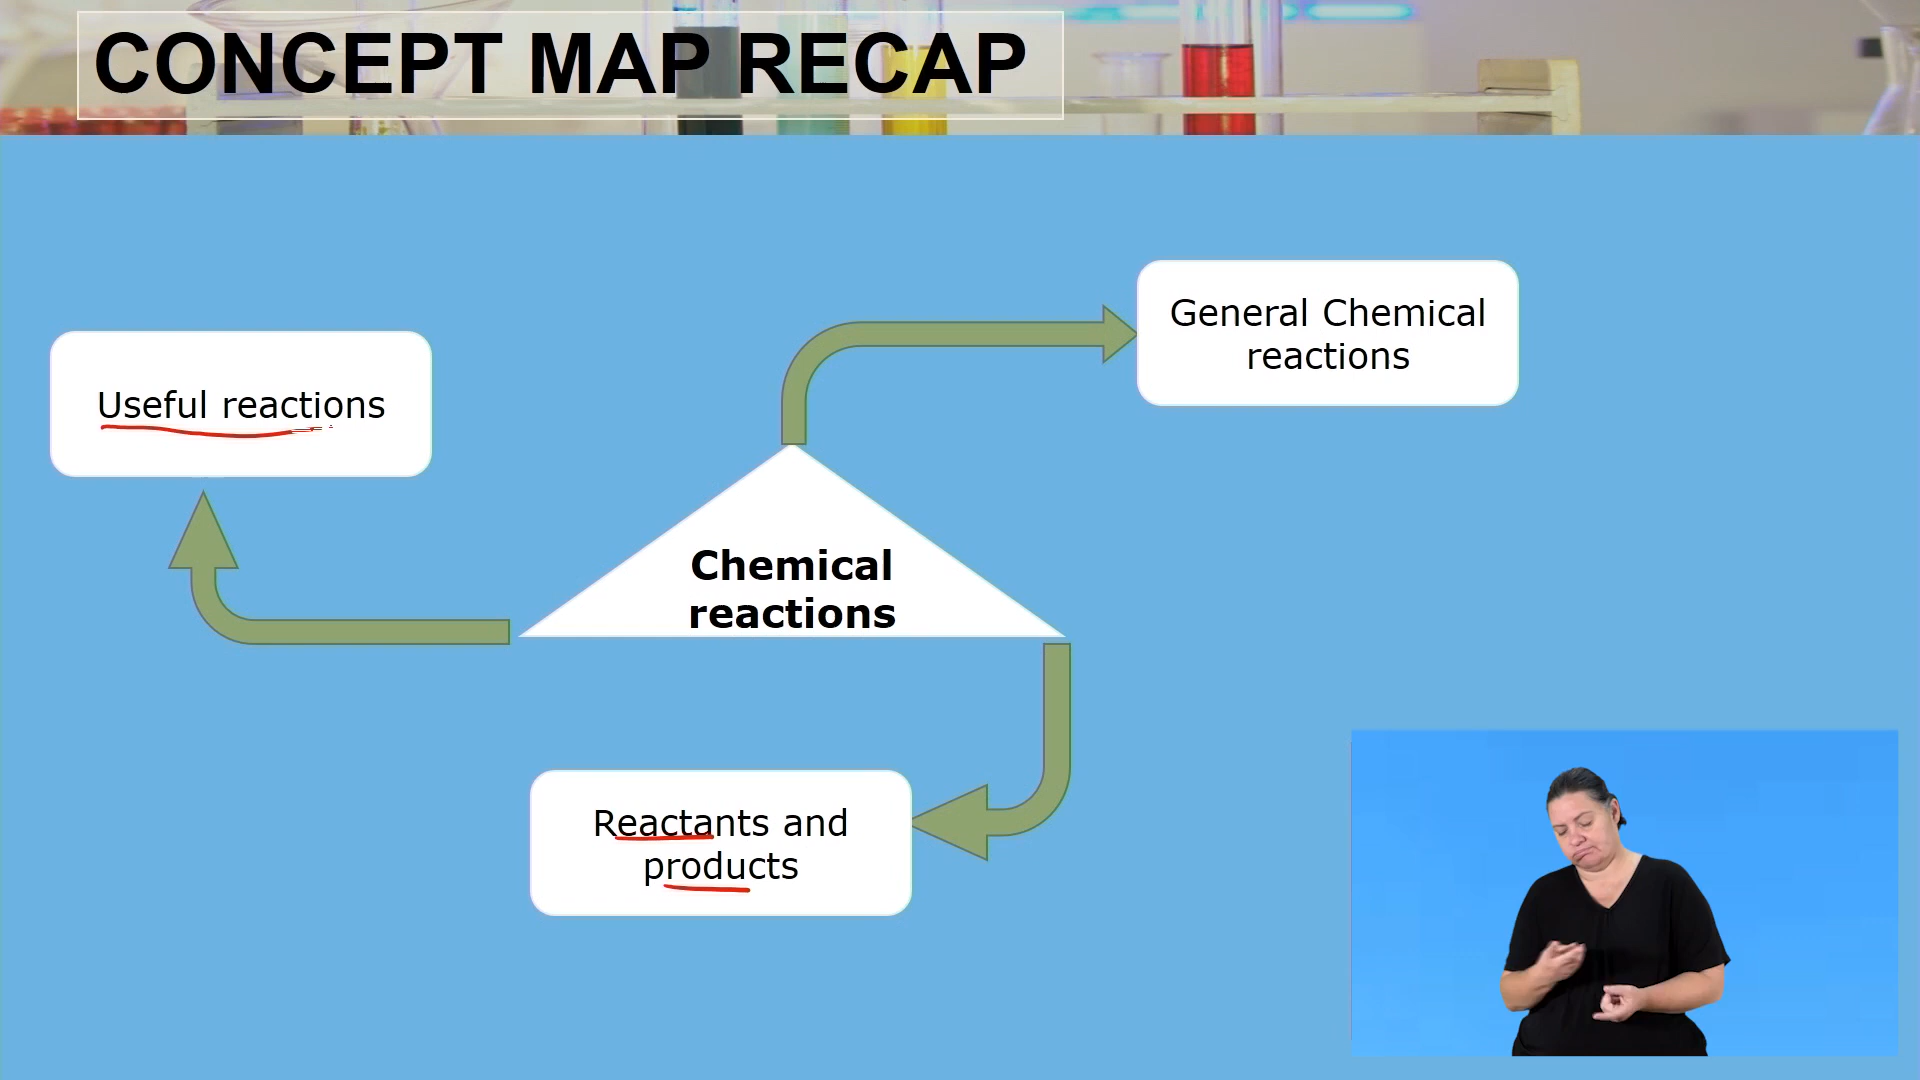 CONCEPT MAP RECAP
General Chemical
reactions
Useful reactions
Chemical
reactions
Reactants and
products